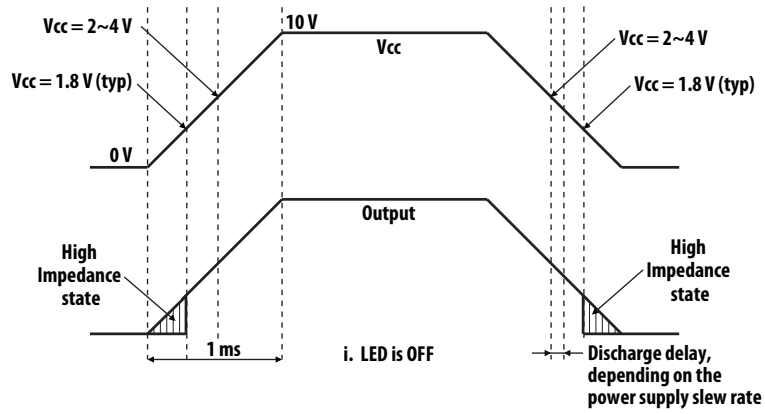 Vcc = 2~4 V
10 V
Vcc
Vcc = 2~4 V
Vcc = 1.8 V (typ)
Vcc = 1.8 V (typ)
0 V
Output
High
Impedance
state
High
Impedance
state
1 ms
i. LED is OFF
Discharge delay,
depending on the
power supply slew rate